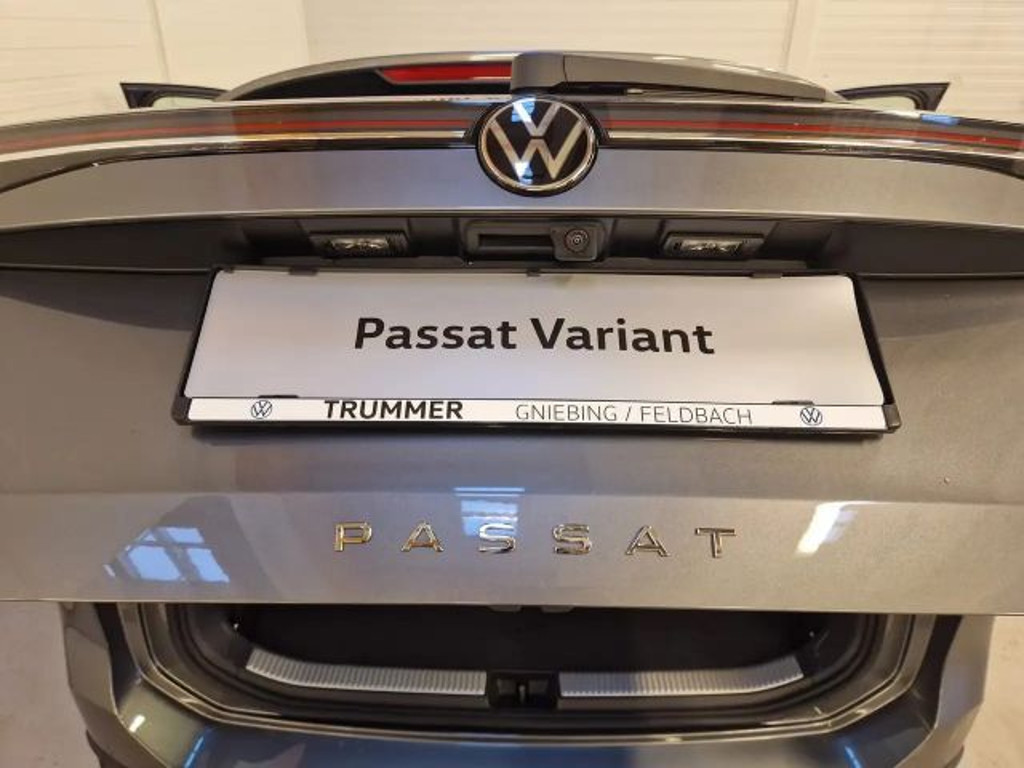 Passat Variant
TRUMMER GNIEBING / FELDBACH
PASSAT